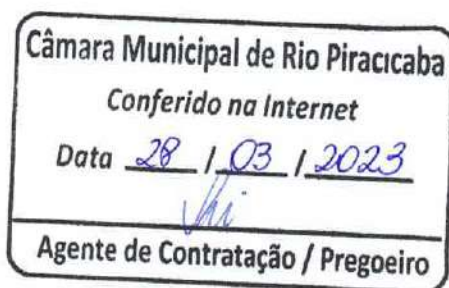 Câmara Municipal de Rio Piracicaba
Conferido na Internet
Data 28 / 03 / 2023
Agente de Contratação / Pregoeiro